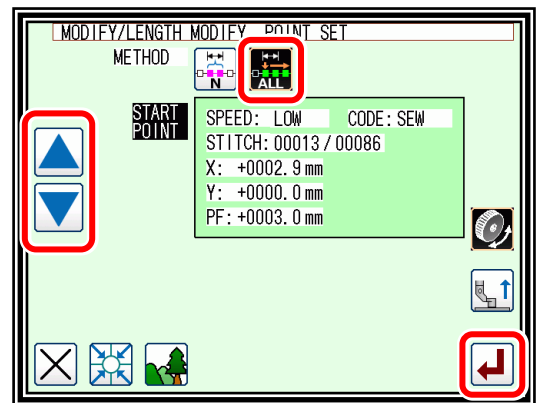 MODIFY/LENGTH MODIFY POINT SET
METHOD
N
ALL
START
POINT
SPEED: LOW CODE: SEW
STITCH: 00013 / 00086
X: +0002.9 mm
Y: +0000.0 mm
PF: +0003.0 mm